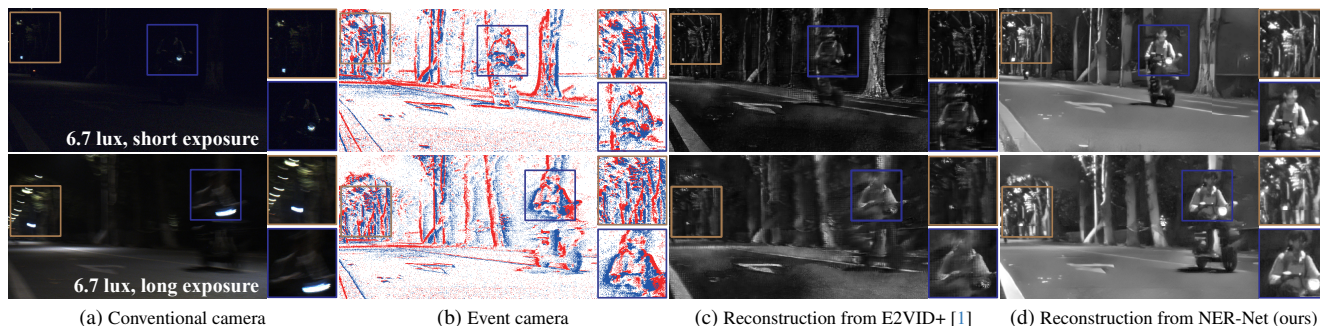 6.7 lux, short exposure
6.7 lux, long exposure
(a) Conventional camera
(b) Event camera
(c) Reconstruction from E2VID+ [1]
(d) Reconstruction from NER-Net (ours)